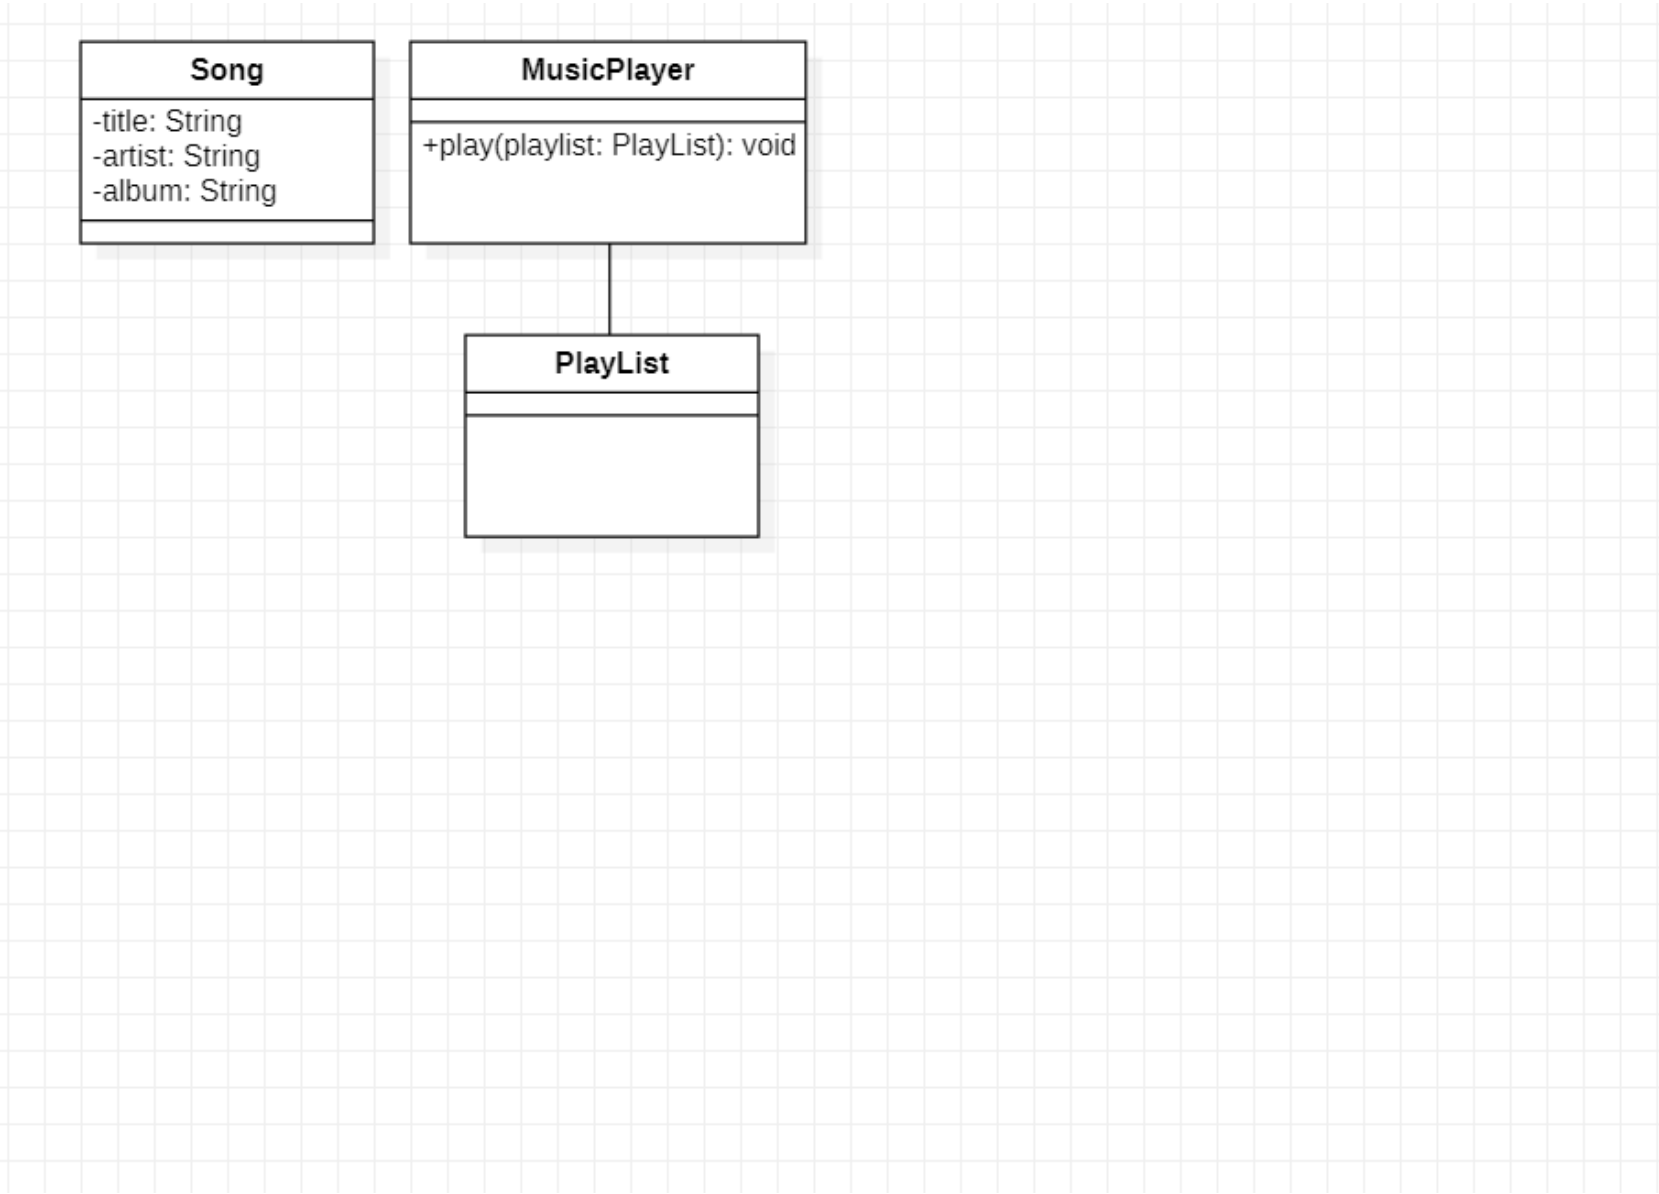 Song
-title: String
-artist: String
-album: String
MusicPlayer
+play(playlist: PlayList): void
PlayList